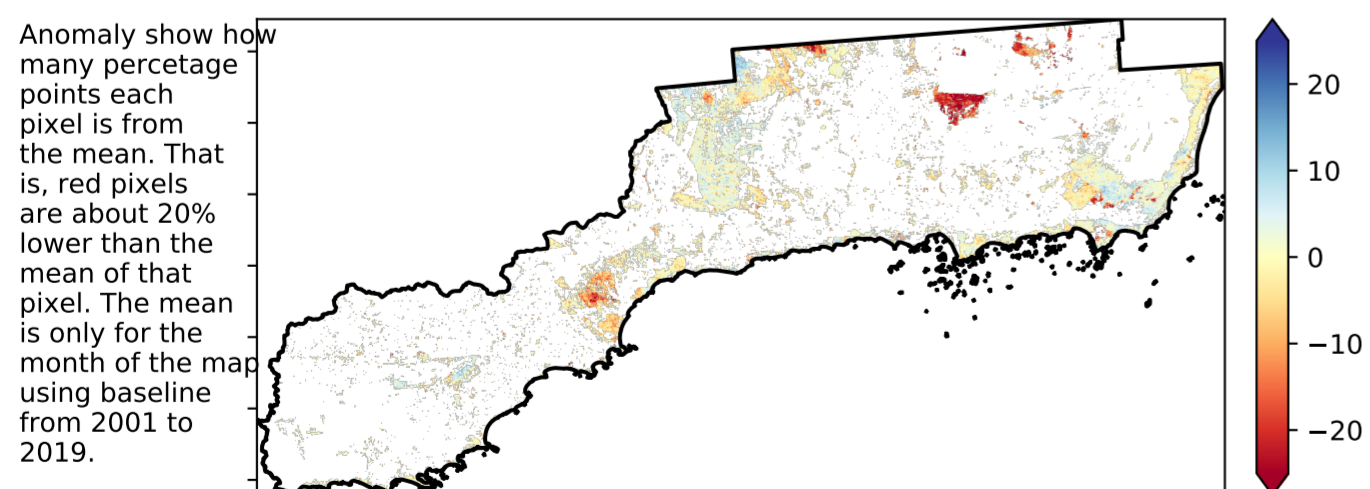 Anomaly show how
many percetage
points each
pixel is from
the mean. That
is, red pixels
are about 20%
lower than the
mean of that
pixel. The mean
is only for the
month of the map
using baseline
from 2001 to
2019.
20
10
0
−10
−20